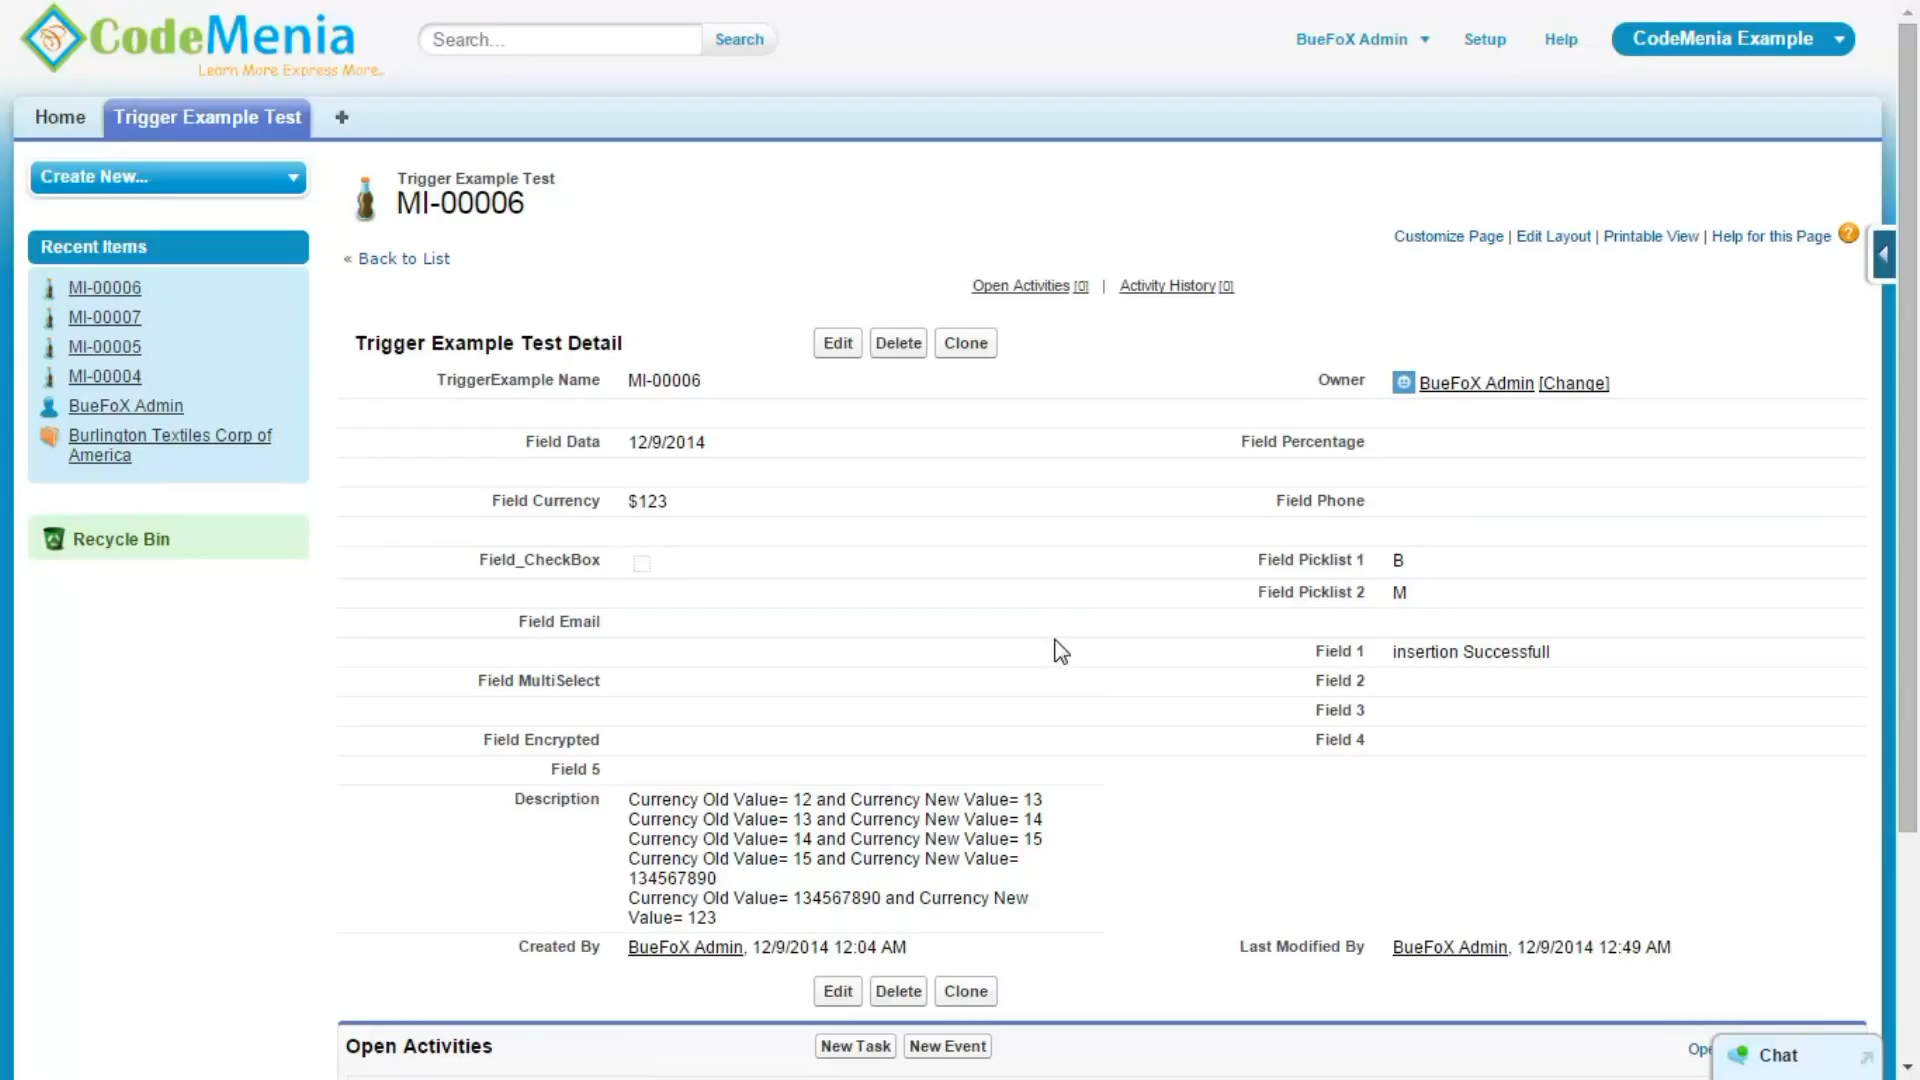 CodeMenia
Learn More Express More..
Search...
Search
BueFoX Admin
Setup
Help
CodeMenia Example
Home
Trigger Example Test
Create New...
Recent Items
MI-00006
MI-00007
MI-00005
MI-00004
BueFoX Admin
Burlington Textiles Corp of
America
Recycle Bin
Trigger Example Test
MI-00006
Customize Page | Edit Layout | Printable View | Help for this Page
« Back to List
Open Activities [0] | Activity History [0]
Trigger Example Test Detail
Edit
Delete
Clone
TriggerExample Name MI-00006
Owner BueFoX Admin [Change]
Field Data 12/9/2014
Field Percentage
Field Currency $123
Field Phone
Field_CheckBox
Field Picklist 1 B
Field Picklist 2 M
Field Email
Field 1 insertion Successfull
Field MultiSelect
Field 2
Field 3
Field Encrypted
Field 4
Field 5
Description
Currency Old Value= 12 and Currency New Value= 13
Currency Old Value= 13 and Currency New Value= 14
Currency Old Value= 14 and Currency New Value= 15
Currency Old Value= 15 and Currency New Value=
134567890
Currency Old Value= 134567890 and Currency New
Value= 123
Created By BueFoX Admin, 12/9/2014 12:04 AM
Last Modified By BueFoX Admin, 12/9/2014 12:49 AM
Edit
Delete
Clone
Open Activities
New Task
New Event
Chat